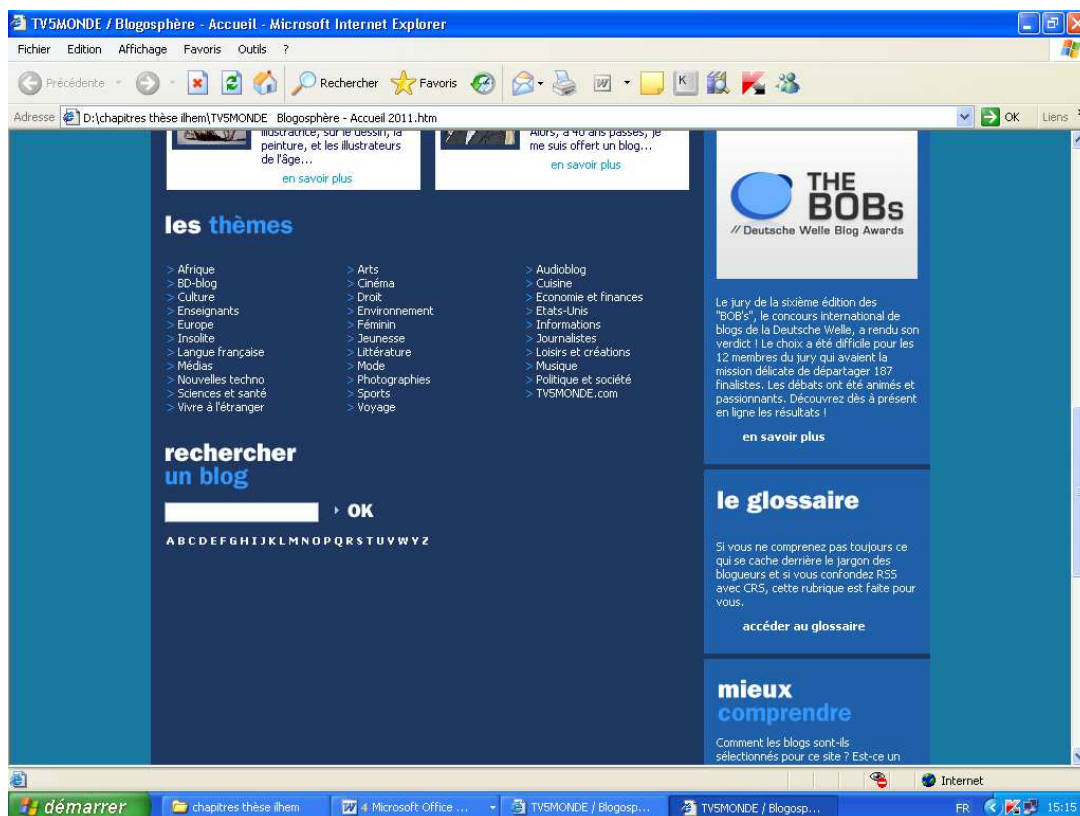 TV5MONDE / Blogosphère - Accueil - Microsoft Internet Explorer
Fichier Edition Affichage Favoris Outils ?
Précédente Rechercher Favoris
Adresse D:\chapitres thèse ilhem\TV5MONDE Blogosphère - Accueil 2011.htm OK Liens
illustratrice, sur le dessin, la
peinture, et les illustrateurs
de l'âge...
en savoir plus
Alors, à 40 ans passés, je
me suis offert un blog...
en savoir plus
les thèmes
> Afrique
> BD-blog
> Culture
> Enseignants
> Europe
> Insolite
> Langue française
> Médias
> Nouvelles techno
> Sciences et santé
> Vivre à l'étranger
> Arts
> Cinéma
> Droit
> Environnement
> Féminin
> Jeunesse
> Littérature
> Mode
> Photographies
> Sports
> Voyage
> Audioblog
> Cuisine
> Economie et finances
> Etats-Unis
> Informations
> Journalistes
> Loisirs et créations
> Musique
> Politique et société
> TV5MONDE.com
rechercher
un blog
OK
A B C D E F G H I J K L M N O P Q R S T U V W Y Z
THE
BOBs
// Deutsche Welle Blog Awards
Le jury de la sixième édition des
"BOB's", le concours international de
blogs de la Deutsche Welle, a rendu son
verdict ! Le choix a été difficile pour les
12 membres du jury qui avaient la
mission délicate de départager 187
finalistes. Les débats ont été animés et
passionnants. Découvrez dès à présent
en ligne les résultats !
en savoir plus
le glossaire
Si vous ne comprenez pas toujours ce
qui se cache derrière le jargon des
blogueurs et si vous confondez RSS
avec CRS, cette rubrique est faite pour
vous.
accéder au glossaire
mieux
comprendre
Comment les blogs sont-ils
sélectionnés pour ce site ? Est-ce un
Internet
démarrer chapitres thèse ilhem 4 Microsoft Office ... TV5MONDE / Blogosp... TV5MONDE / Blogosp... FR 15:15